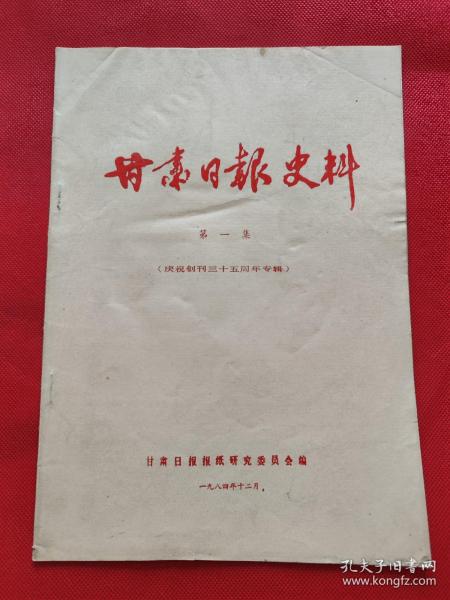 甘肅日報史料
第一集
（庆祝创刊三十五周年专辑）
甘肃日报报纸研究委员会编
一九八四年十二月
孔夫子旧书网
www.kongfz.com